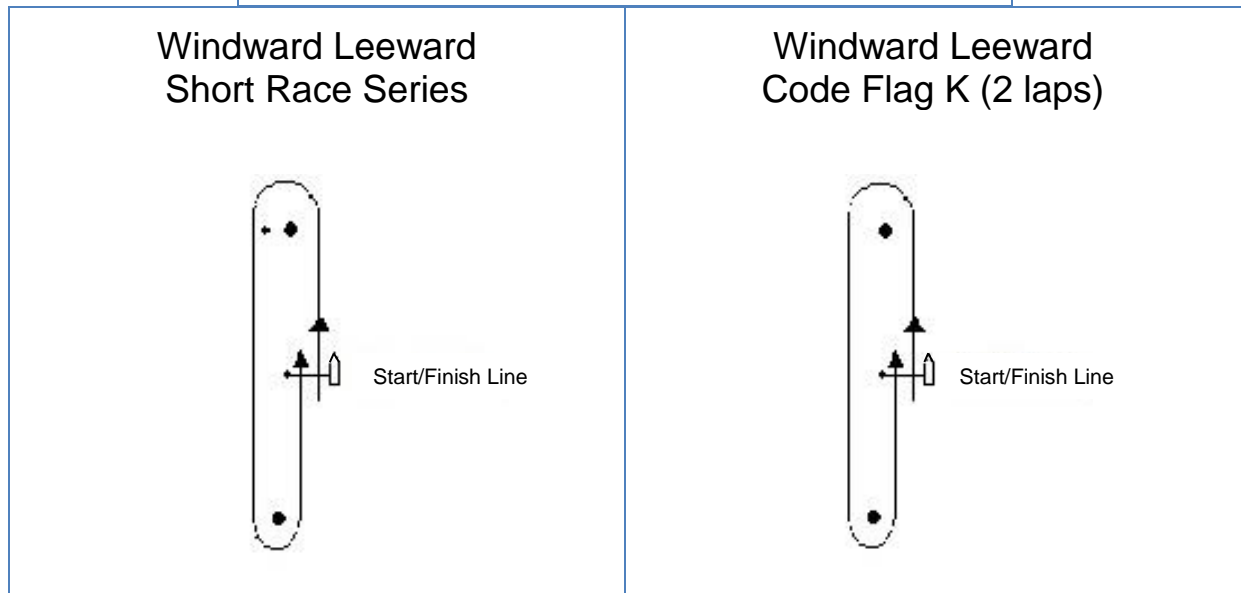 Windward Leeward
Short Race Series
Start/Finish Line
Windward Leeward
Code Flag K (2 laps)
Start/Finish Line